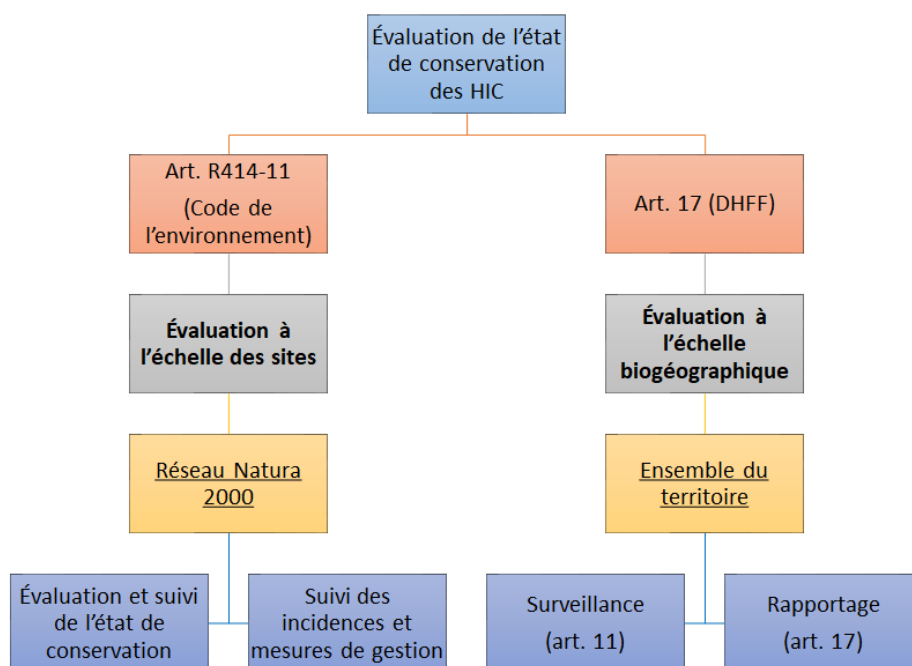 Évaluation de l'état
de conservation
des HIC
Art. R414-11
(Code de
l'environnement)
Art. 17 (DHFF)
Évaluation à
l'échelle des sites
Évaluation à
l'échelle
biogéographique
Réseau Natura
2000
Ensemble du
territoire
Évaluation et suivi
de l'état de
conservation
Suivi des
incidences et
mesures de gestion
Surveillance
(art. 11)
Rapportage
(art. 17)